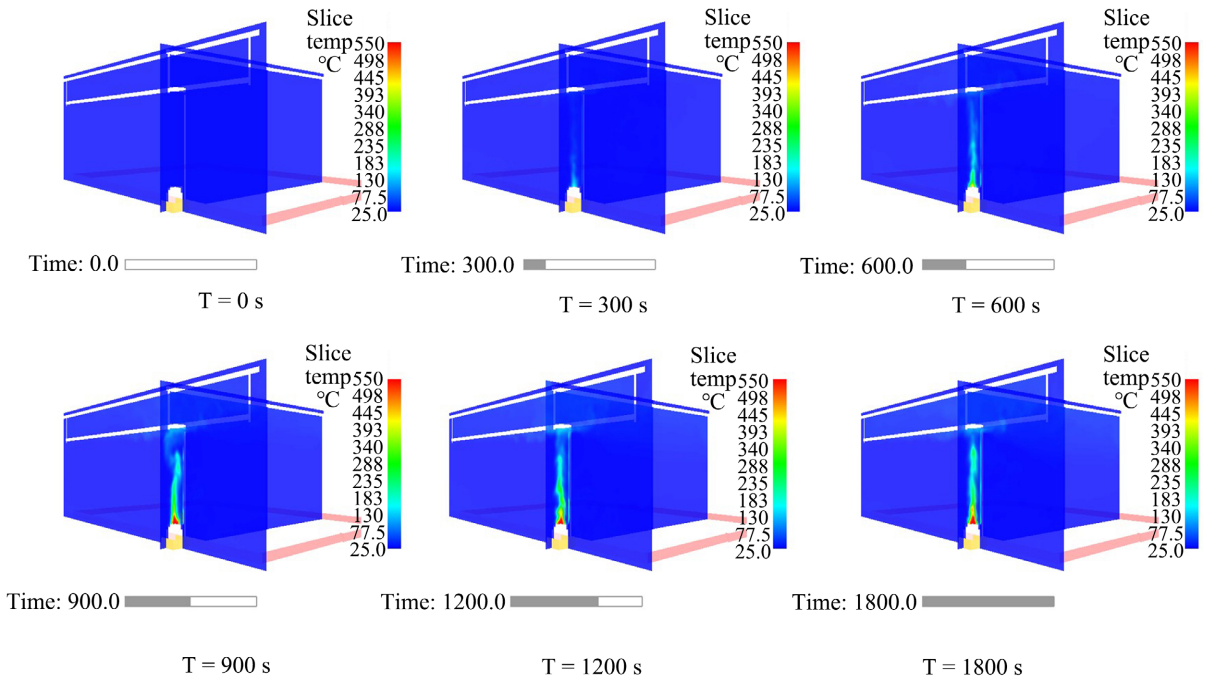 Slice
temp
°C
550
498
445
393
340
288
235
183
130
77.5
25.0
Time: 0.0
T = 0 s
Slice
temp
°C
550
498
445
393
340
288
235
183
130
77.5
25.0
Time: 300.0
T = 300 s
Slice
temp
°C
550
498
445
393
340
288
235
183
130
77.5
25.0
Time: 600.0
T = 600 s
Slice
temp
°C
550
498
445
393
340
288
235
183
130
77.5
25.0
Time: 900.0
T = 900 s
Slice
temp
°C
550
498
445
393
340
288
235
183
130
77.5
25.0
Time: 1200.0
T = 1200 s
Slice
temp
°C
550
498
445
393
340
288
235
183
130
77.5
25.0
Time: 1800.0
T = 1800 s